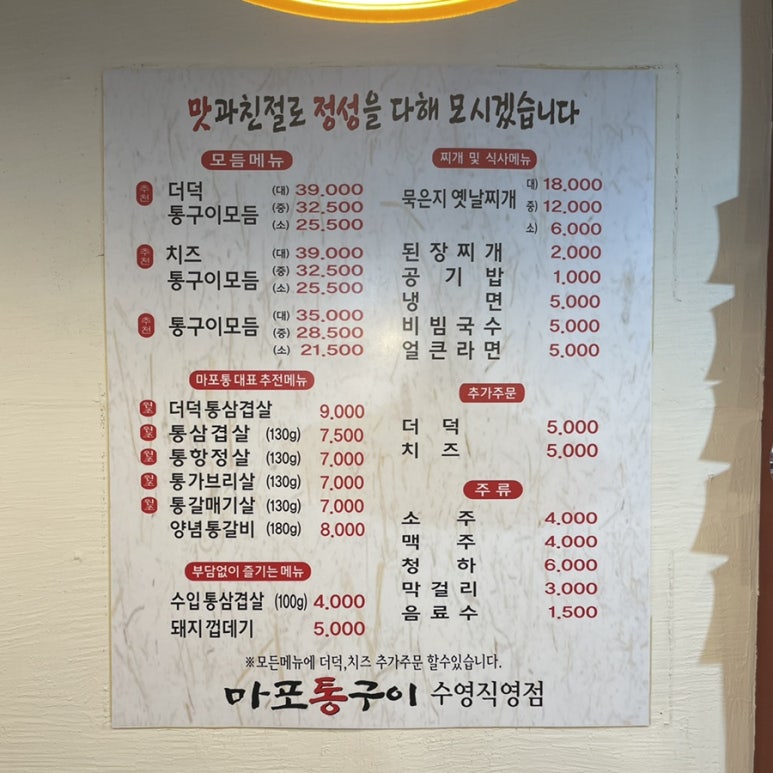 맛과친절로 정성을 다해 모시겠습니다
모듬메뉴
추천 더덕 (대) 39.000
통구이모듬 (중) 32.500
(소) 25.500
추천 치즈 (대) 39.000
통구이모듬 (중) 32.500
(소) 25.500
추천 통구이모듬 (대) 35.000
(중) 28.500
(소) 21.500
마포통 대표 추전메뉴
원조 더덕통삼겹살 9.000
원조 통삼겹살 (130g) 7.500
원조 통항정살 (130g) 7.000
원조 통가브리살 (130g) 7.000
원조 통갈매기살 (130g) 7.000
양념통갈비 (180g) 8.000
부담없이 즐기는 메뉴
수입통삼겹살 (100g) 4.000
돼지껍데기 5.000
찌개 및 식사메뉴
묵은지 옛날찌개 대) 18.000
중) 12.000
소) 6.000
된장찌개 2.000
공기밥 1.000
냉면 5.000
비빔국수 5.000
얼큰라면 5.000
추가주문
더덕 5.000
치즈 5.000
주류
소주 4.000
맥주 4.000
청하 6.000
막걸리 3.000
음료수 1.500
※모든메뉴에 더덕,치즈 추가주문 할수있습니다.
마포통구이 수영직영점